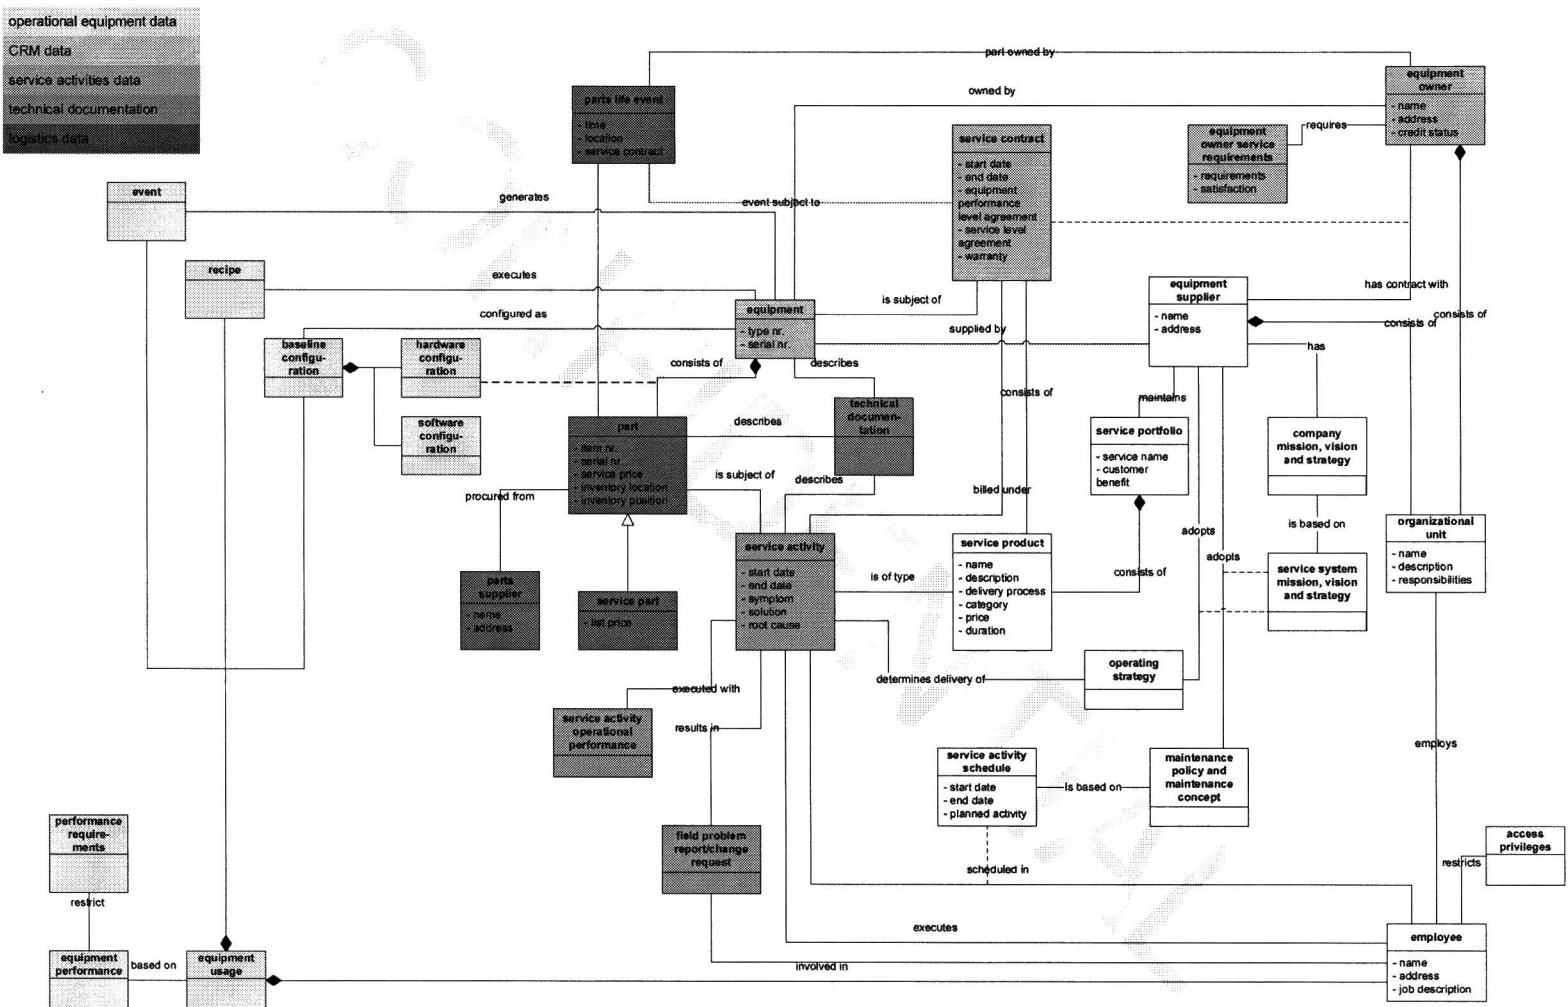 operational equipment data
CRM data
service activities data
technical documentation
logistics data
part owned by
equipment
owner
- name
- address
- credit status
parts life event
- time
- location
- service contract
owned by
requires
equipment
owner service
requirements
- requirements
- satisfaction
service contract
- start date
- end date
- equipment
performance
level agreement
- service level
agreement
- warranty
event
generates
event subject to
recipe
executes
is subject of
equipment
supplier
- name
- address
has contract with
consists of
consists of
configured as
equipment
- type nr.
- serial nr.
supplied by
has
baseline
configu-
ration
hardware
configu-
ration
software
configu-
ration
consists of
describes
consists of
maintains
technical
documen-
tation
part
- item nr.
- serial nr.
- service price
- inventory location
- inventory position
describes
is subject of
describes
service portfolio
- service name
- customer
benefit
company
mission, vision
and strategy
procured from
billed under
adopts
adopts
is based on
organizational
unit
- name
- description
- responsibilities
service activity
- start date
- end date
- symptom
- solution
- root cause
service product
- name
- description
- delivery process
- category
- price
- duration
is of type
consists of
service system
mission, vision
and strategy
parts
supplier
- name
- address
service part
- list price
determines delivery of
operating
strategy
executed with
service activity
operational
performance
results in
employs
service activity
schedule
- start date
- end date
- planned activity
Is based on
maintenance
policy and
maintenance
concept
performance
require-
ments
field problem
report/change
request
scheduled in
restricts
access
privileges
restrict
executes
employee
- name
- address
- job description
equipment
performance
based on
equipment
usage
involved in